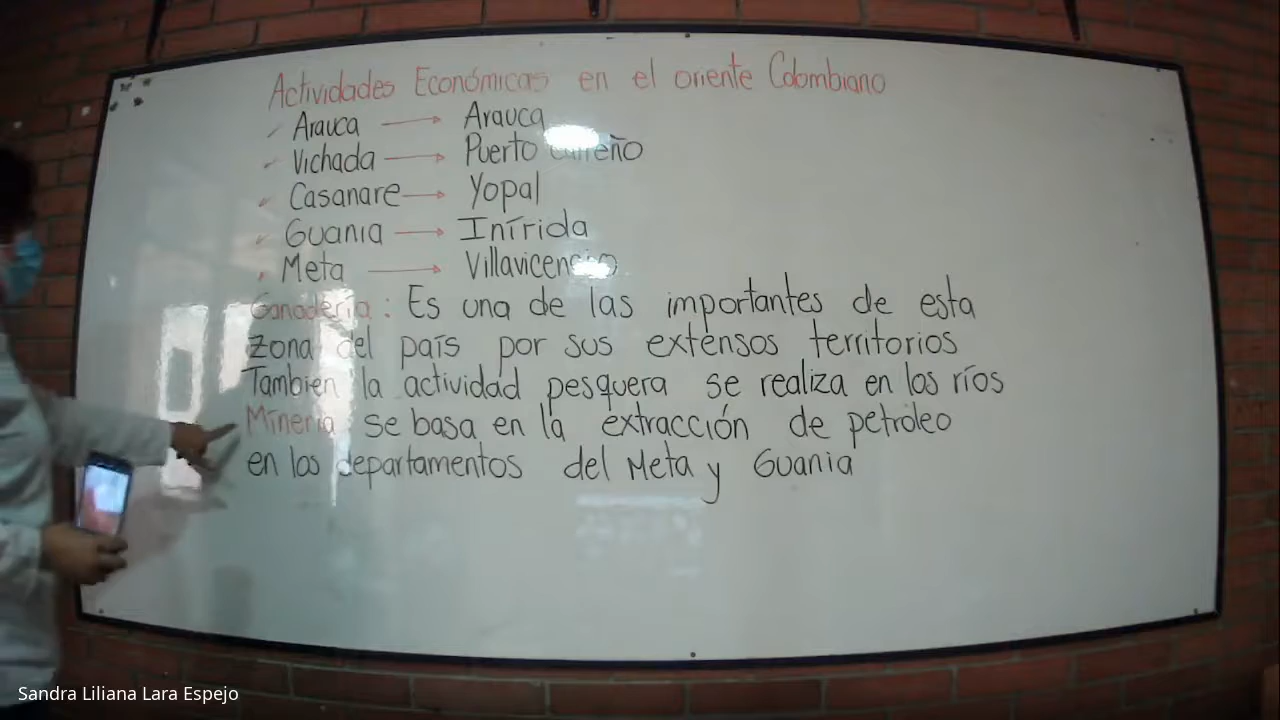 Actividades Económicas en el oriente Colombiano
Arauca → Arauca
Vichada → Puerto Carreño
Casanare → Yopal
Guania → Inírida
Meta → Villavicencio
Ganadería: Es una de las importantes de esta
zona del país por sus extensos territorios
Tambien la actividad pesquera se realiza en los ríos
Minería: se basa en la extracción de petróleo
en los departamentos del Meta y Guania
Sandra Liliana Lara Espejo